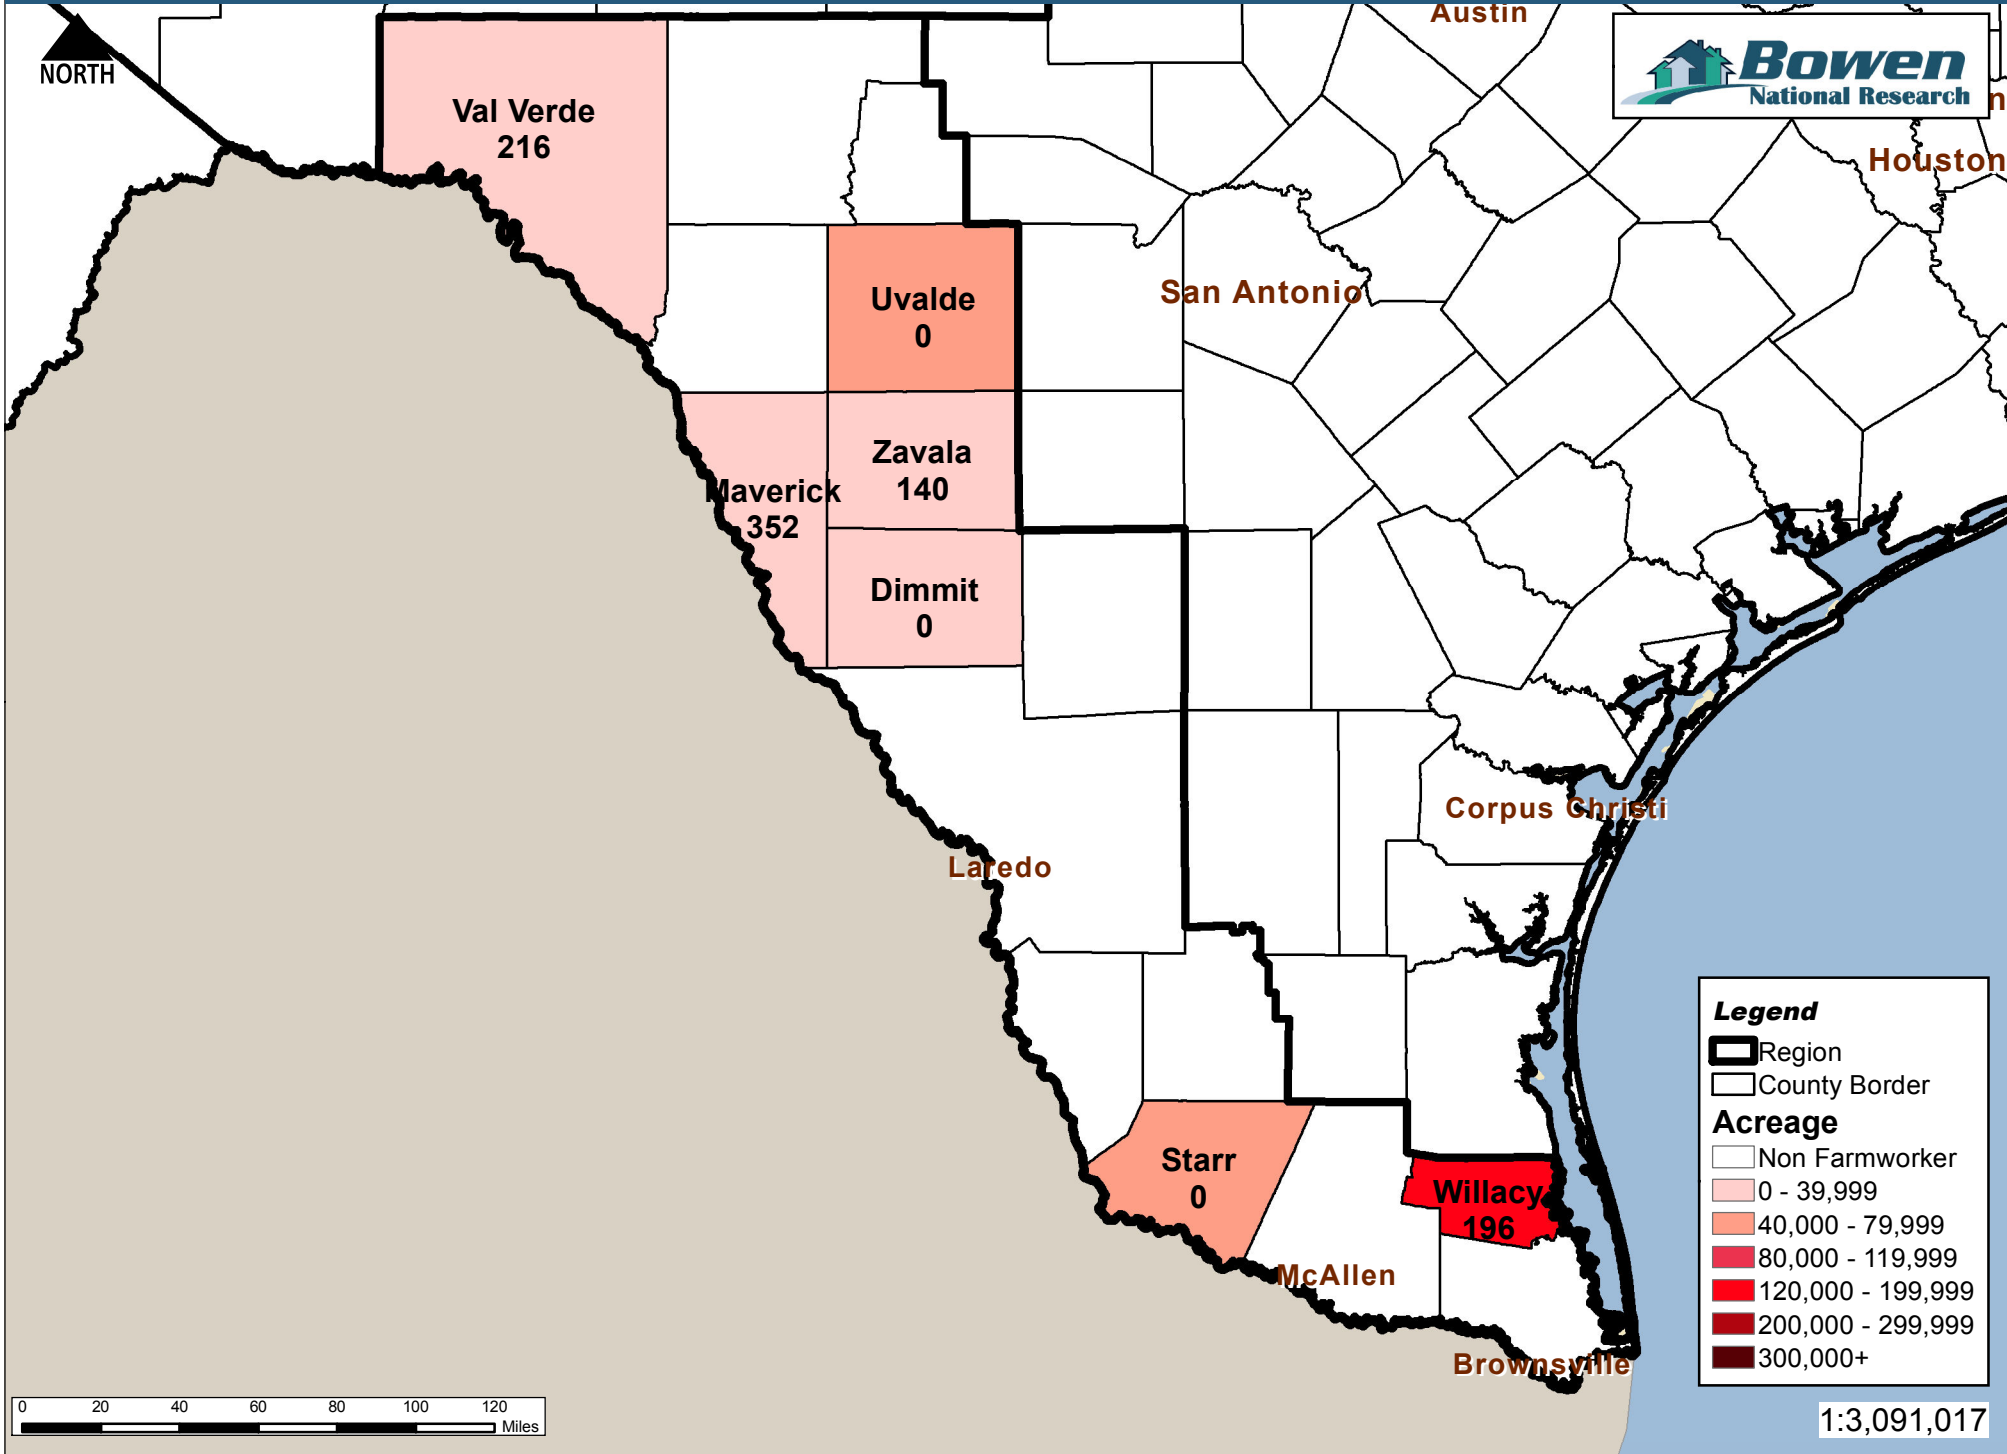 Austin
NORTH
Bowen
National Research
n
Val Verde
216
Houston
Uvalde
0
San Antonio
Zavala
140
Maverick
352
Dimmit
0
Corpus Christi
Laredo
Starr
0
Willacy
196
McAllen
Brownsville
Legend
Region
County Border
Acreage
Non Farmworker
0 - 39,999
40,000 - 79,999
80,000 - 119,999
120,000 - 199,999
200,000 - 299,999
300,000+
0 20 40 60 80 100 120
Miles
1:3,091,017